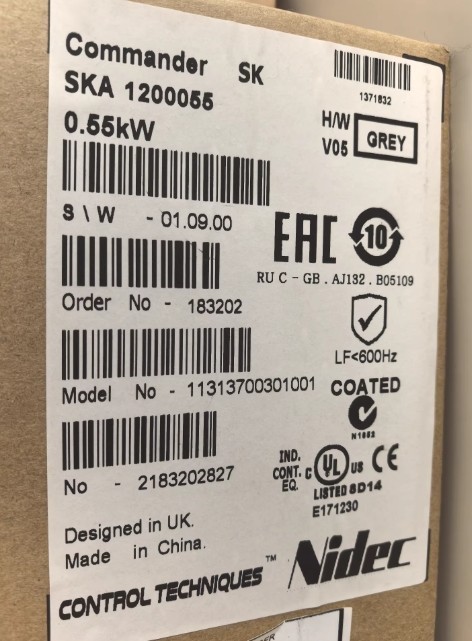 Commander SK
SKA 1200055
0.55kW
1371832
H/W
V05
GREY
S \ W - 01.09.00
EAC
10
RU C - GB . AJ132 . B05109
Order No - 183202
LF<600Hz
Model No - 11313700301001
COATED
N1652
No - 2183202827
IND.
CONT.
EQ.
C UL US CE
LISTED 8D14
E171230
Designed in UK.
Made in China.
CONTROL TECHNIQUES™
Nidec